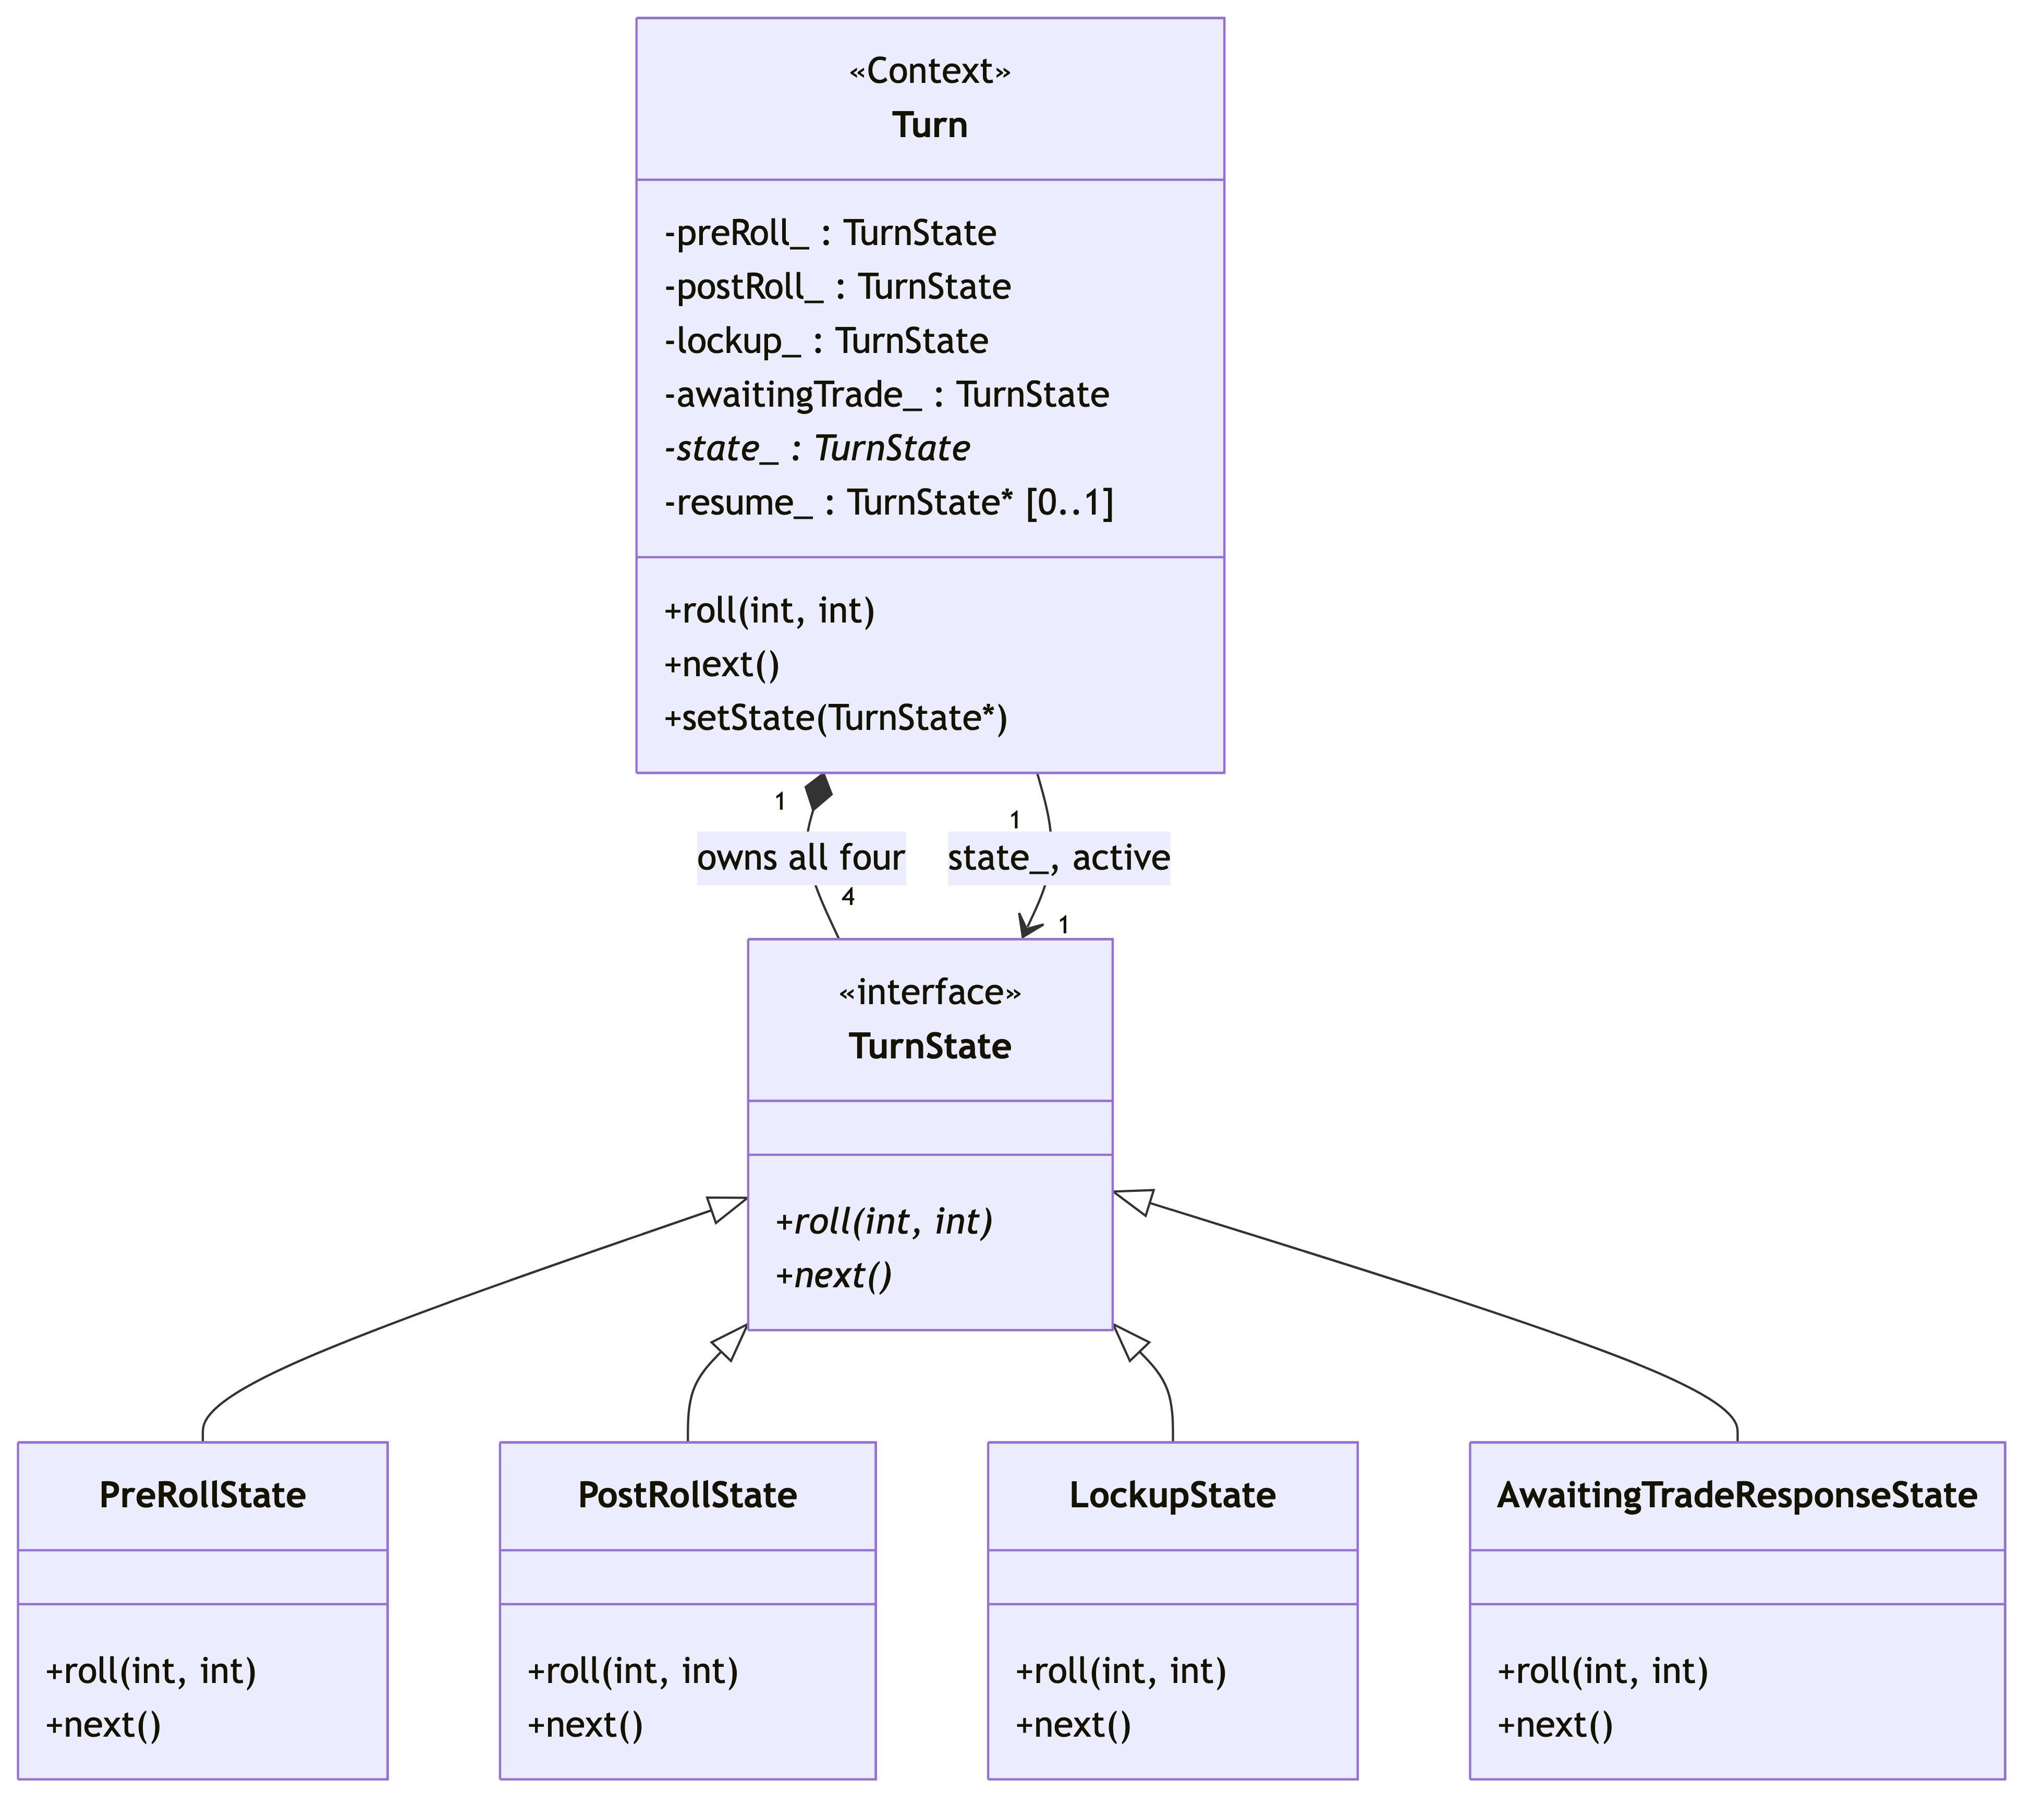 «Context»
Turn
-preRoll_ : TurnState
-postRoll_ : TurnState
-lockup_ : TurnState
-awaitingTrade_ : TurnState
-state_ : TurnState
-resume_ : TurnState* [0..1]
+roll(int, int)
+next()
+setState(TurnState*)
1
1
owns all four
state_, active
4
1
«interface»
TurnState
+roll(int, int)
+next()
PreRollState
+roll(int, int)
+next()
PostRollState
+roll(int, int)
+next()
LockupState
+roll(int, int)
+next()
AwaitingTradeResponseState
+roll(int, int)
+next()